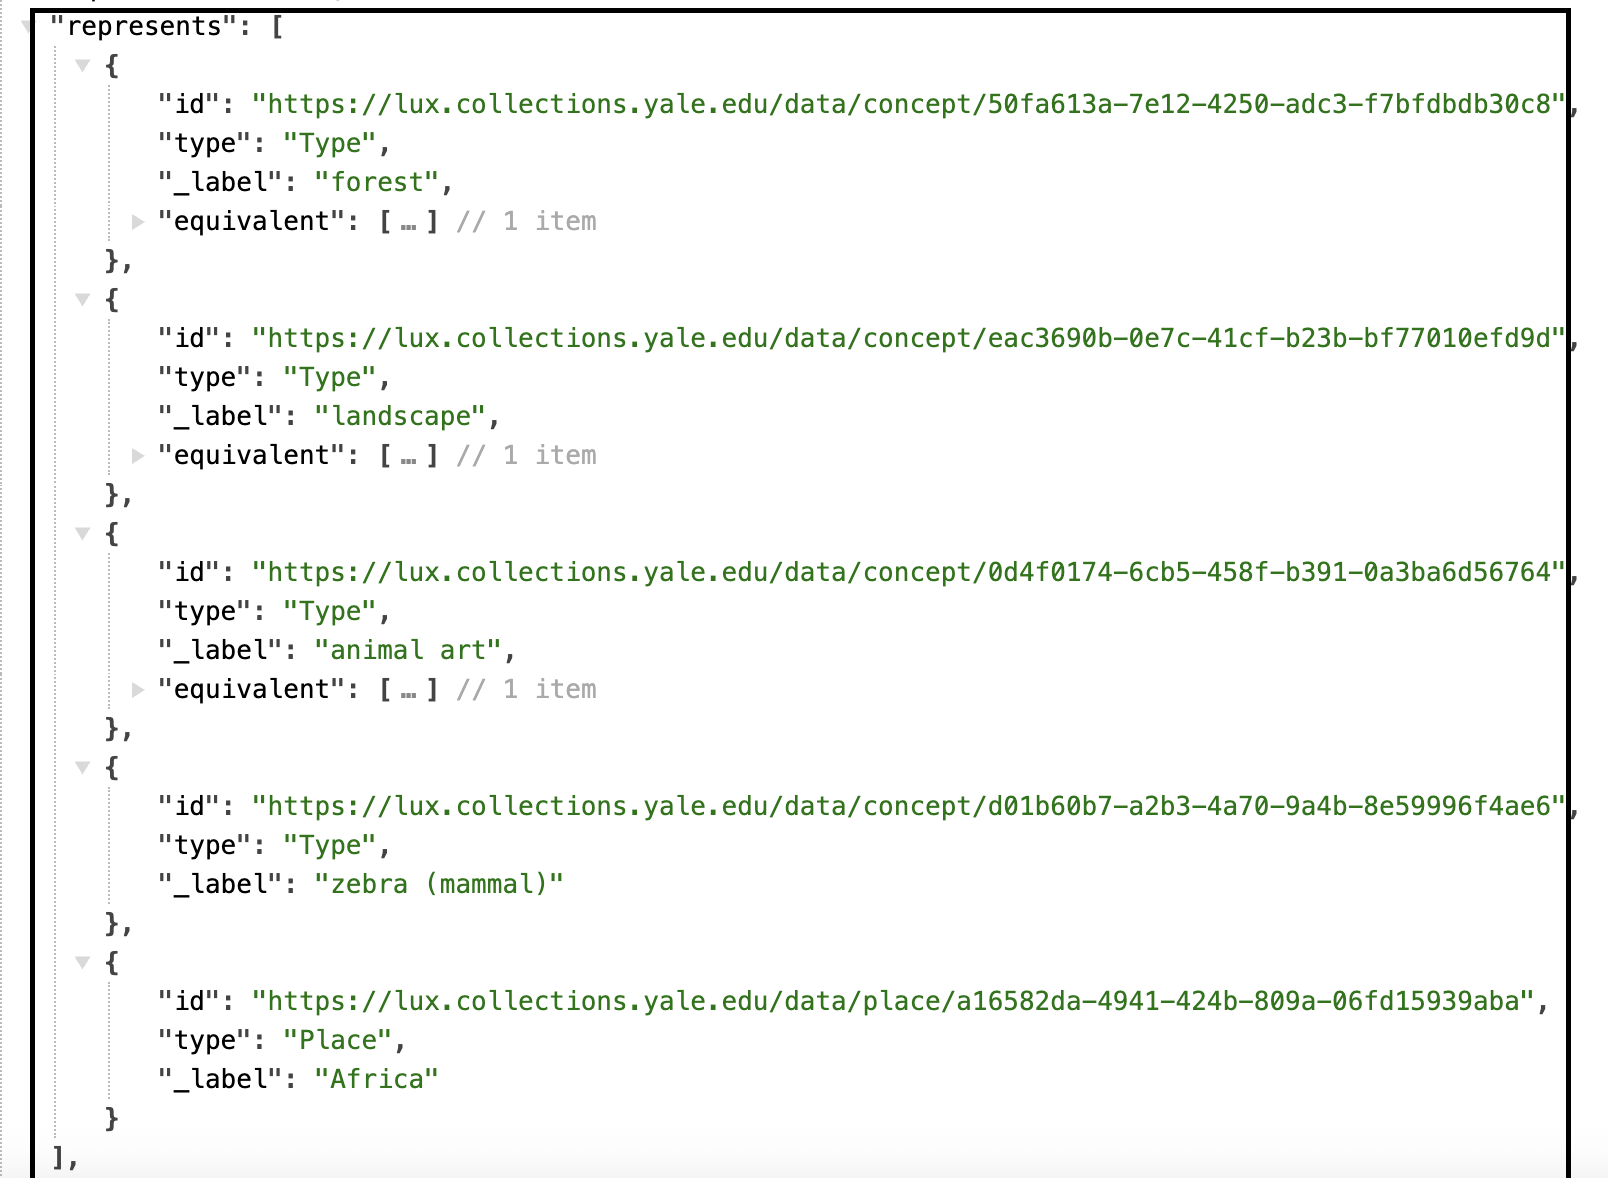 "represents": [
{
"id": "https://lux.collections.yale.edu/data/concept/50fa613a-7e12-4250-adc3-f7bfdbdb30c8",
"type": "Type",
"_label": "forest",
"equivalent": [ … ] // 1 item
},
{
"id": "https://lux.collections.yale.edu/data/concept/eac3690b-0e7c-41cf-b23b-bf77010efd9d",
"type": "Type",
"_label": "landscape",
"equivalent": [ … ] // 1 item
},
{
"id": "https://lux.collections.yale.edu/data/concept/0d4f0174-6cb5-458f-b391-0a3ba6d56764",
"type": "Type",
"_label": "animal art",
"equivalent": [ … ] // 1 item
},
{
"id": "https://lux.collections.yale.edu/data/concept/d01b60b7-a2b3-4a70-9a4b-8e59996f4ae6",
"type": "Type",
"_label": "zebra (mammal)"
},
{
"id": "https://lux.collections.yale.edu/data/place/a16582da-4941-424b-809a-06fd15939aba",
"type": "Place",
"_label": "Africa"
}
],